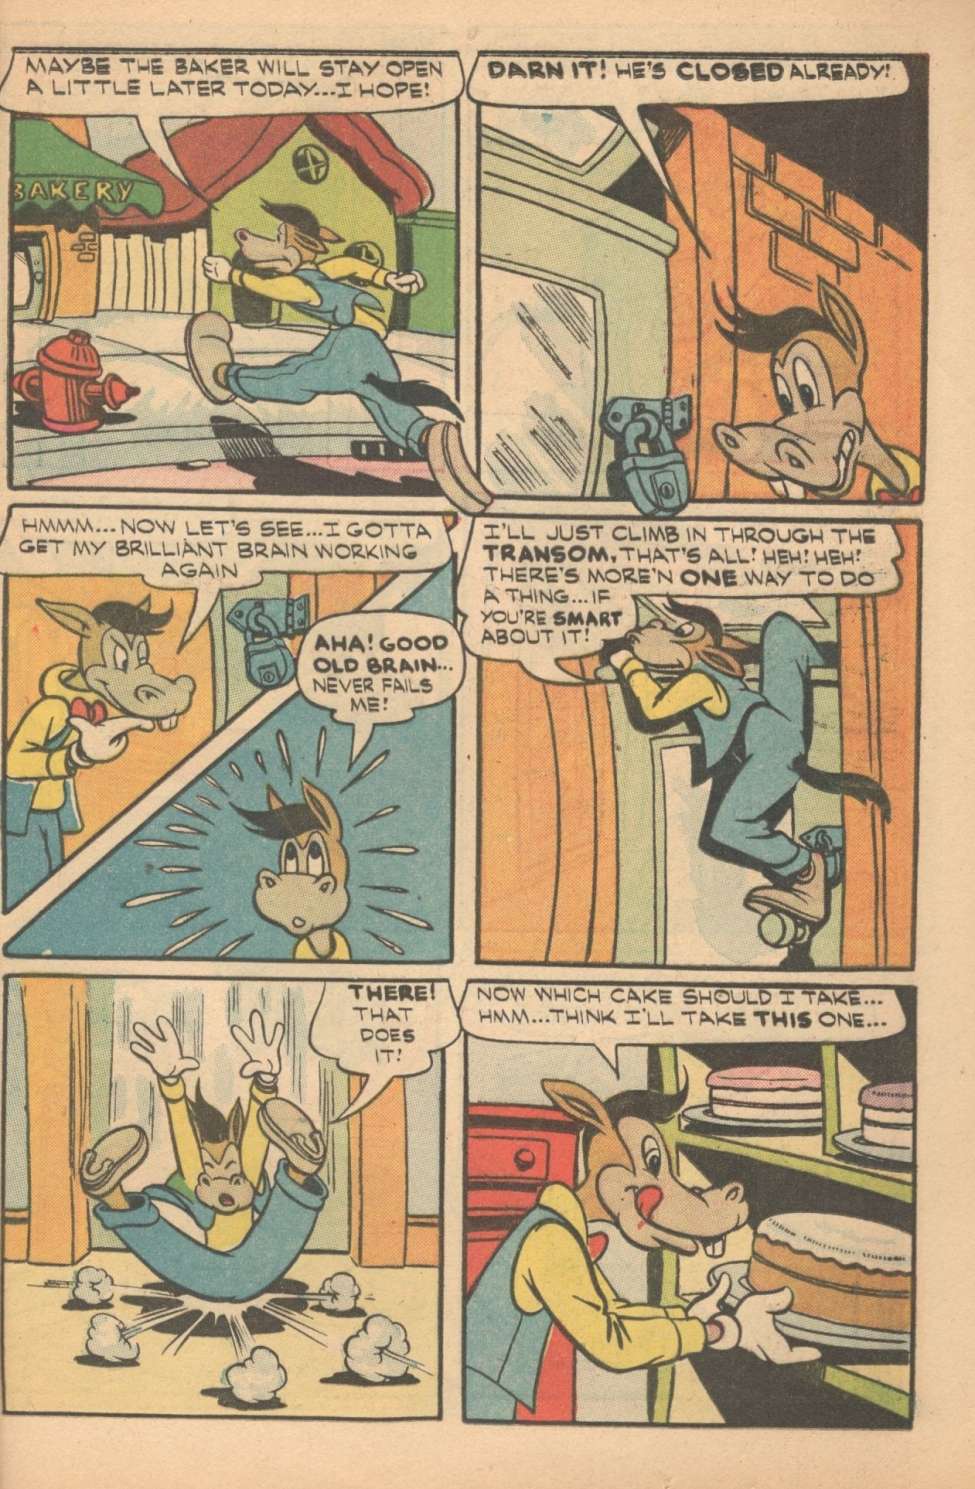 MAYBE THE BAKER WILL STAY OPEN
A LITTLE LATER TODAY...I HOPE!
BAKERY
DARN IT! HE'S CLOSED ALREADY!
HMMM...NOW LET'S SEE...I GOTTA
GET MY BRILLIANT BRAIN WORKING
AGAIN
AHA! GOOD
OLD BRAIN...
NEVER FAILS
ME!
I'LL JUST CLIMB IN THROUGH THE
TRANSOM, THAT'S ALL! HEH! HEH!
THERE'S MORE'N ONE WAY TO DO
A THING...IF
YOU'RE SMART
ABOUT IT!
THERE!
THAT
DOES
IT!
NOW WHICH CAKE SHOULD I TAKE...
HMM...THINK I'LL TAKE THIS ONE...